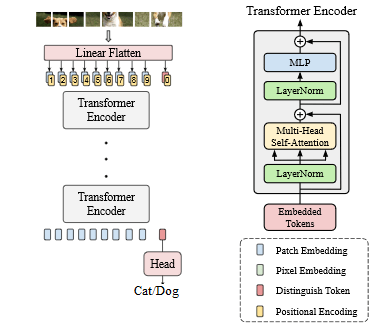 Linear Flatten
1 2 3 4 5 6 7 8 9 0
Transformer
Encoder
Transformer
Encoder
Head
Cat/Dog
Transformer Encoder
MLP
LayerNorm
Multi-Head
Self-Attention
LayerNorm
Embedded
Tokens
Patch Embedding
Pixel Embedding
Distinguish Token
Positional Encoding